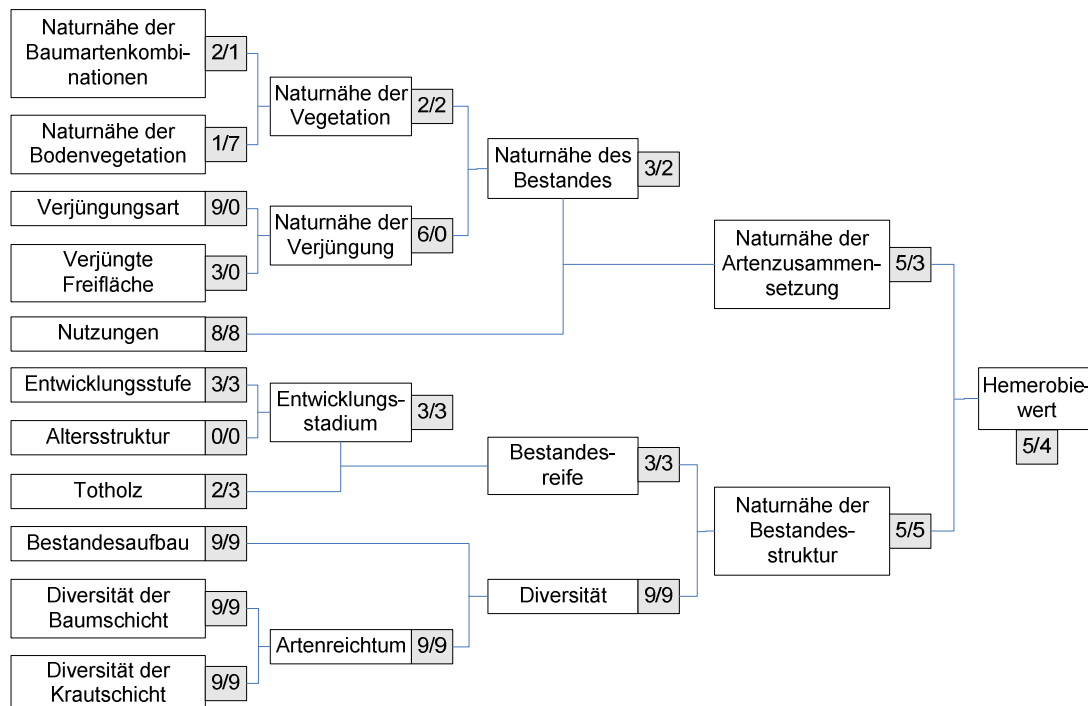 Naturnähe der
Baumartenkombi-
nationen
2/1
Naturnähe der
Bodenvegetation
1/7
Verjüngungsart
9/0
Verjüngte
Freifläche
3/0
Nutzungen
8/8
Entwicklungsstufe
3/3
Altersstruktur
0/0
Totholz
2/3
Bestandesaufbau
9/9
Diversität der
Baumschicht
9/9
Diversität der
Krautschicht
9/9
Naturnähe der
Vegetation
2/2
Naturnähe der
Verjüngung
6/0
Entwicklungs-
stadium
3/3
Artenreichtum
9/9
Naturnähe des
Bestandes
3/2
Bestandes-
reife
3/3
Diversität
9/9
Naturnähe der
Artenzusammen-
setzung
5/3
Naturnähe der
Bestandes-
struktur
5/5
Hemerobie-
wert
5/4